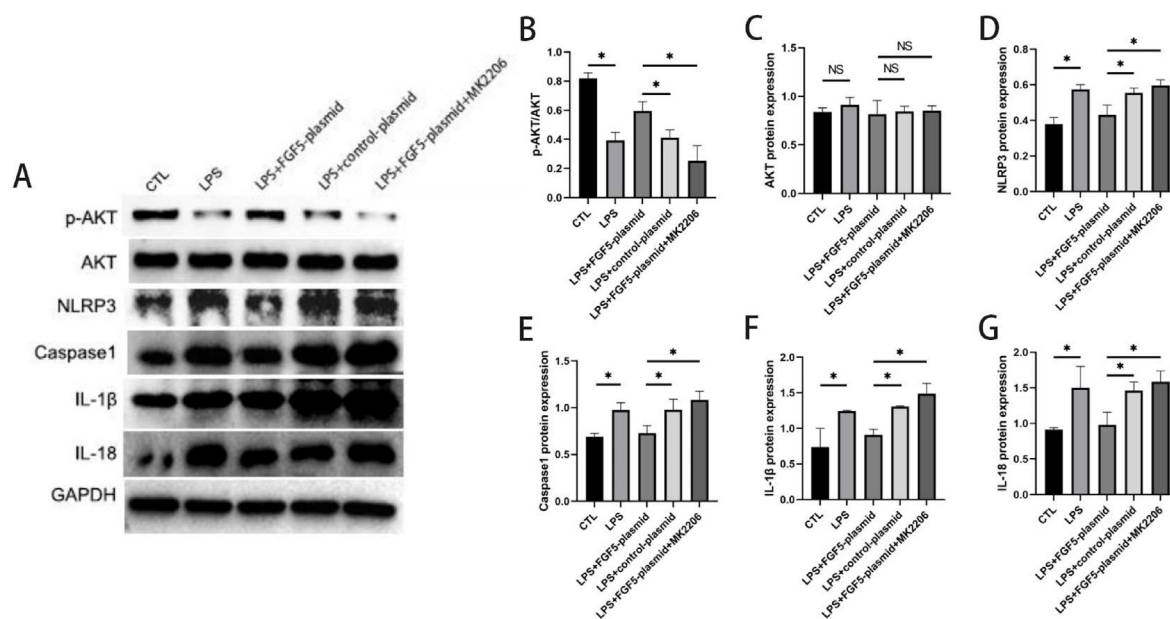 A
CTL
LPS
LPS+FGF5-plasmid
LPS+control-plasmid
LPS+FGF5-plasmid+MK2206
p-AKT
AKT
NLRP3
Caspase1
IL-1β
IL-18
GAPDH
B
p-AKT/AKT
0.0
0.2
0.4
0.6
0.8
1.0
*
*
*
CTL
LPS
LPS+FGF5-plasmid
LPS+control-plasmid
LPS+FGF5-plasmid+MK2206
C
AKT protein expression
0.0
0.5
1.0
1.5
NS
NS
NS
CTL
LPS
LPS+FGF5-plasmid
LPS+control-plasmid
LPS+FGF5-plasmid+MK2206
D
NLRP3 protein expression
0.0
0.2
0.4
0.6
0.8
*
*
*
CTL
LPS
LPS+FGF5-plasmid
LPS+control-plasmid
LPS+FGF5-plasmid+MK2206
E
Caspase1 protein expression
0.0
0.5
1.0
1.5
*
*
*
CTL
LPS
LPS+FGF5-plasmid
LPS+control-plasmid
LPS+FGF5-plasmid+MK2206
F
IL-1β protein expression
0.0
0.5
1.0
1.5
2.0
*
*
*
CTL
LPS
LPS+FGF5-plasmid
LPS+control-plasmid
LPS+FGF5-plasmid+MK2206
G
IL-18 protein expression
0.0
0.5
1.0
1.5
2.0
*
*
*
CTL
LPS
LPS+FGF5-plasmid
LPS+control-plasmid
LPS+FGF5-plasmid+MK2206